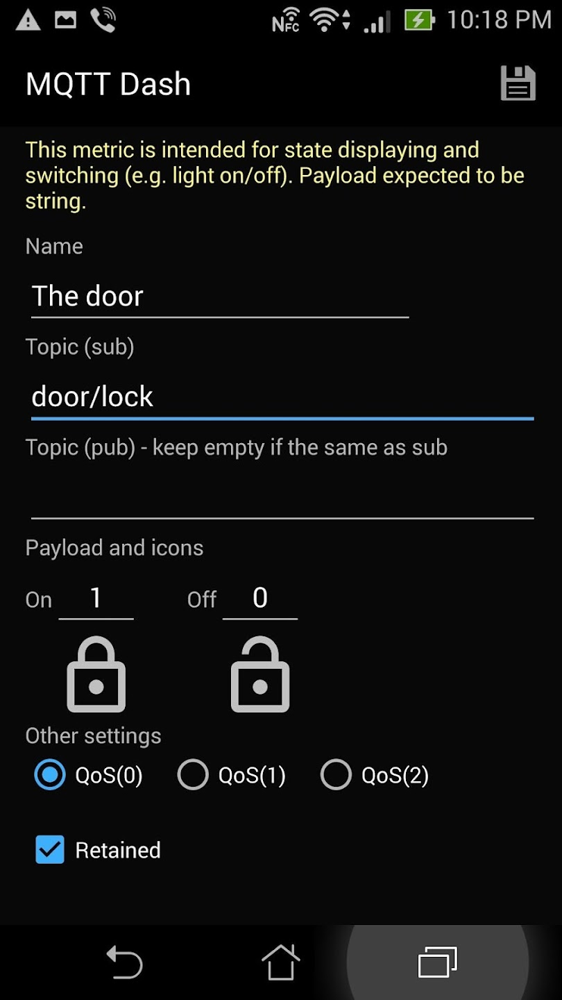 NFC 10:18 PM
MQTT Dash
This metric is intended for state displaying and
switching (e.g. light on/off). Payload expected to be
string.
Name
The door
Topic (sub)
door/lock
Topic (pub) - keep empty if the same as sub
Payload and icons
On 1 Off 0
Other settings
QoS(0) QoS(1) QoS(2)
Retained